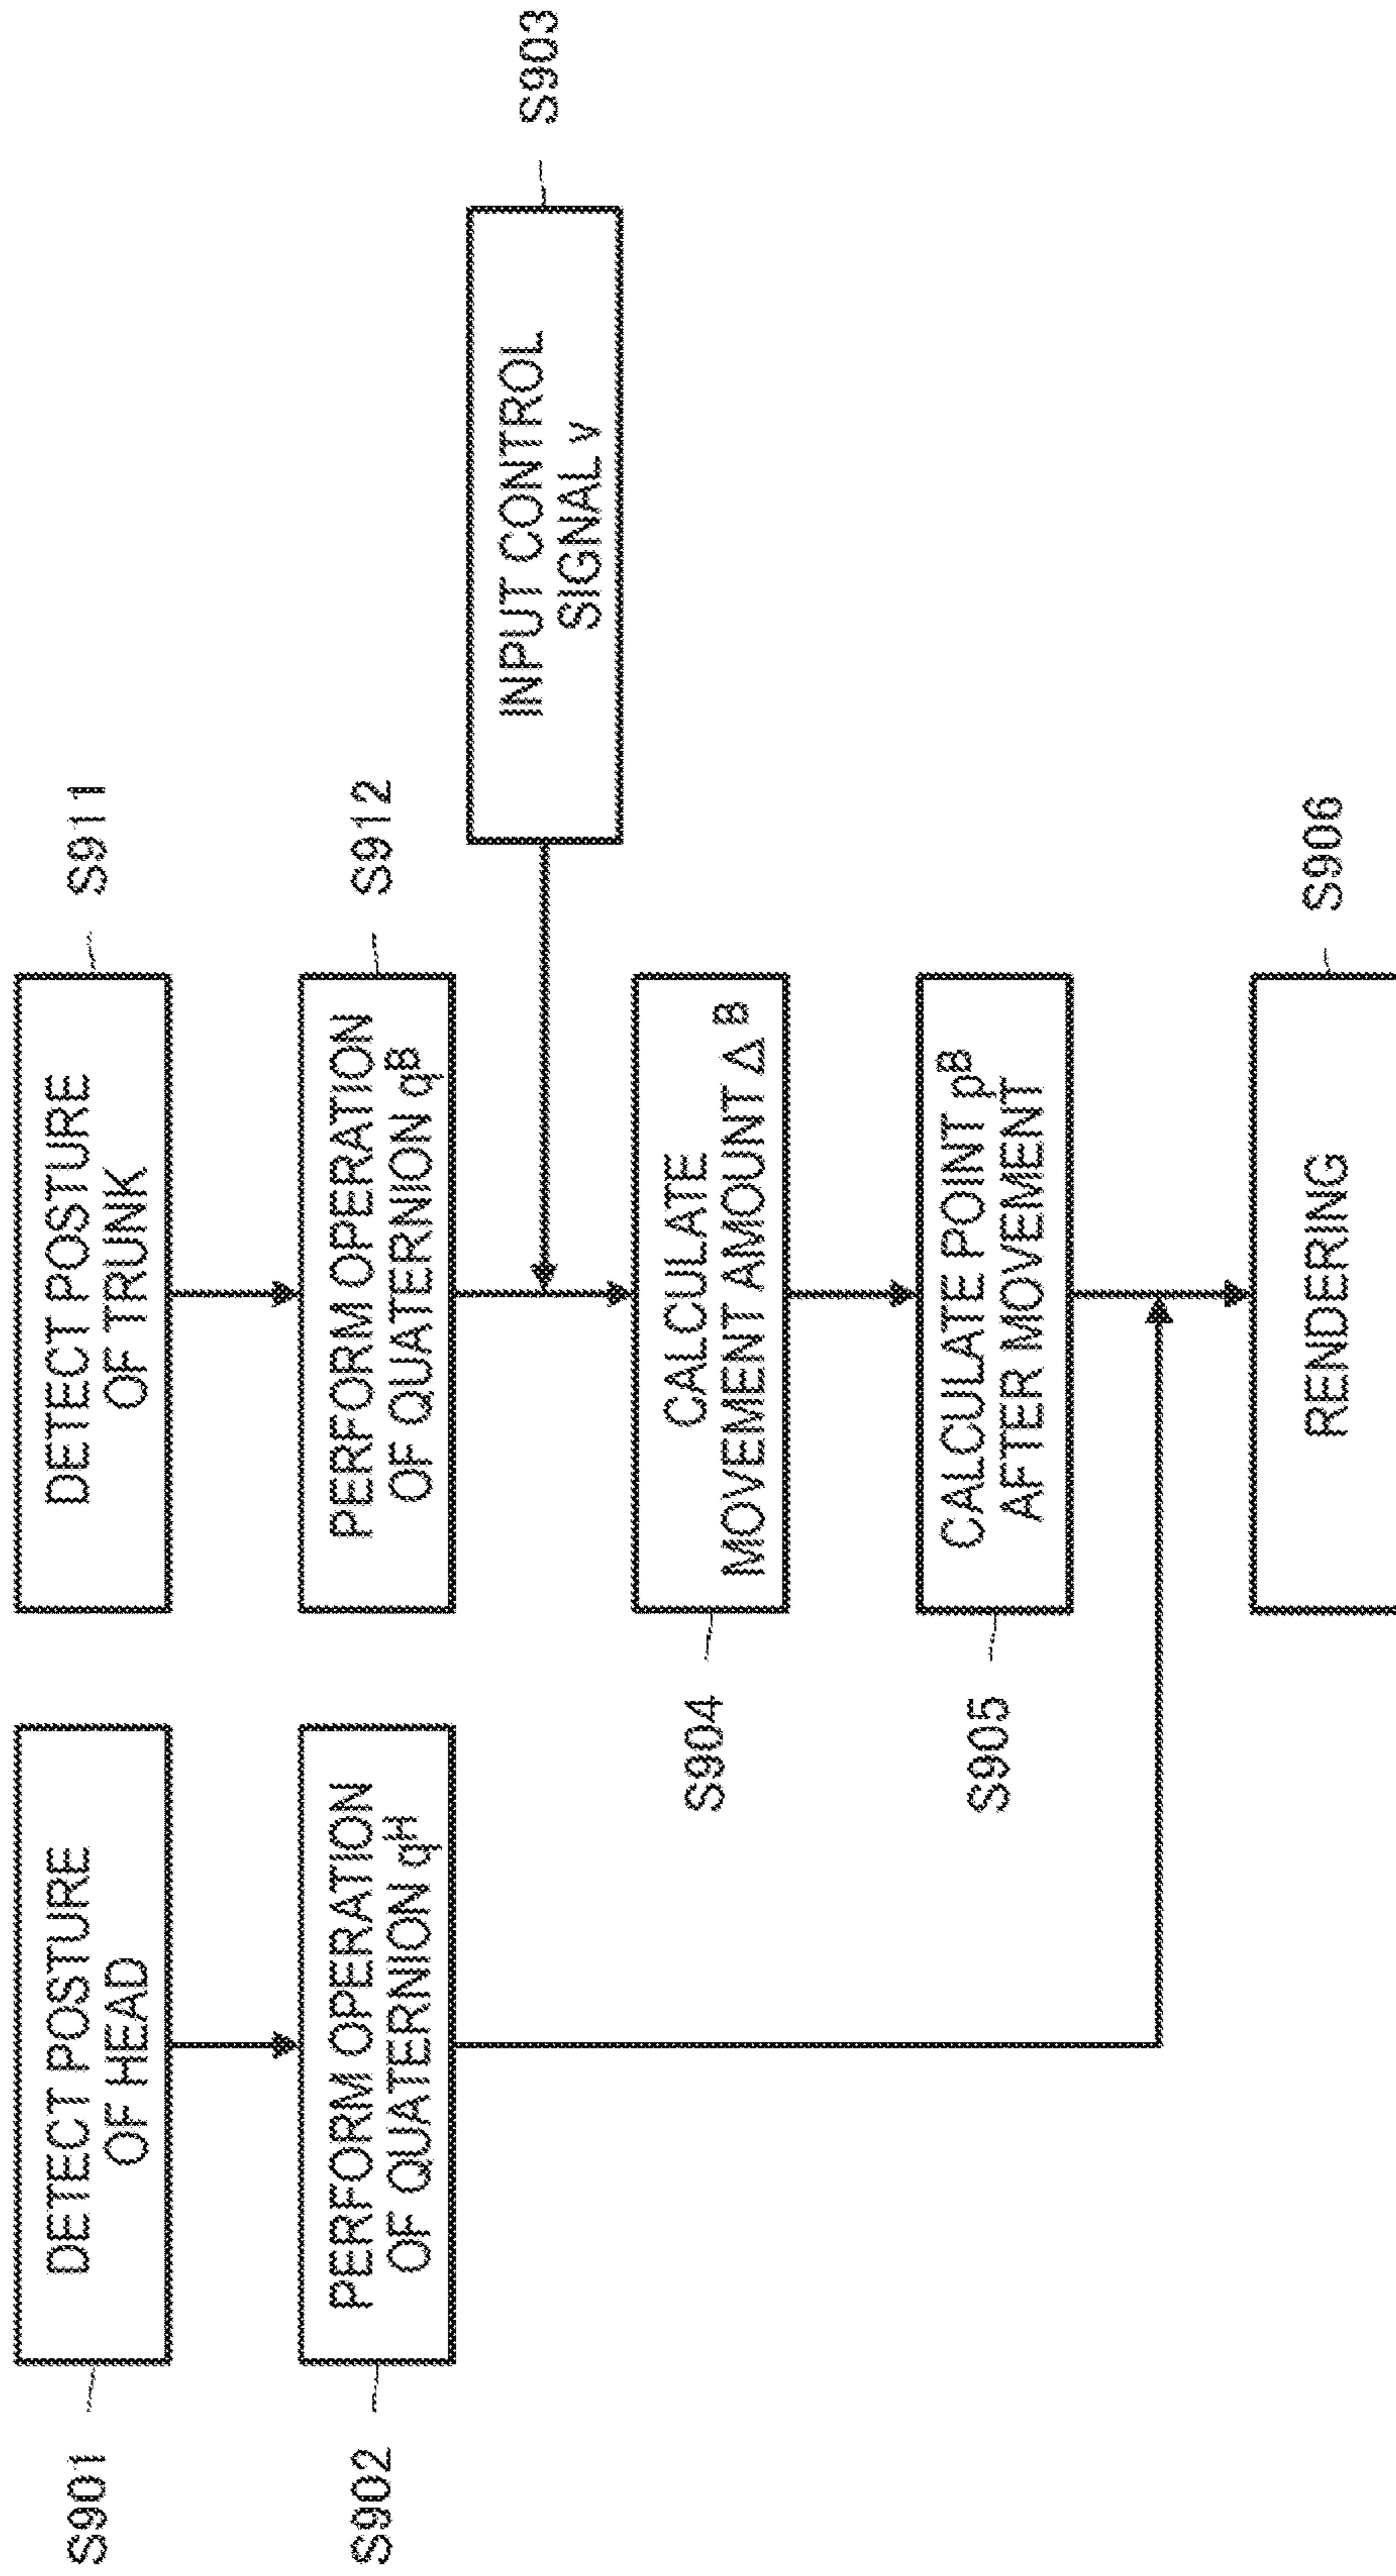 S901
DETECT POSTURE
OF HEAD
DETECT POSTURE
OF TRUNK
S911
S902
PERFORM OPERATION
OF QUATERNION qᴴ
PERFORM OPERATION
OF QUATERNION qᴮ
S912
INPUT CONTROL
SIGNAL v
S903
S904
CALCULATE
MOVEMENT AMOUNT Δᴮ
S905
CALCULATE POINT pᴮ
AFTER MOVEMENT
RENDERING
S906